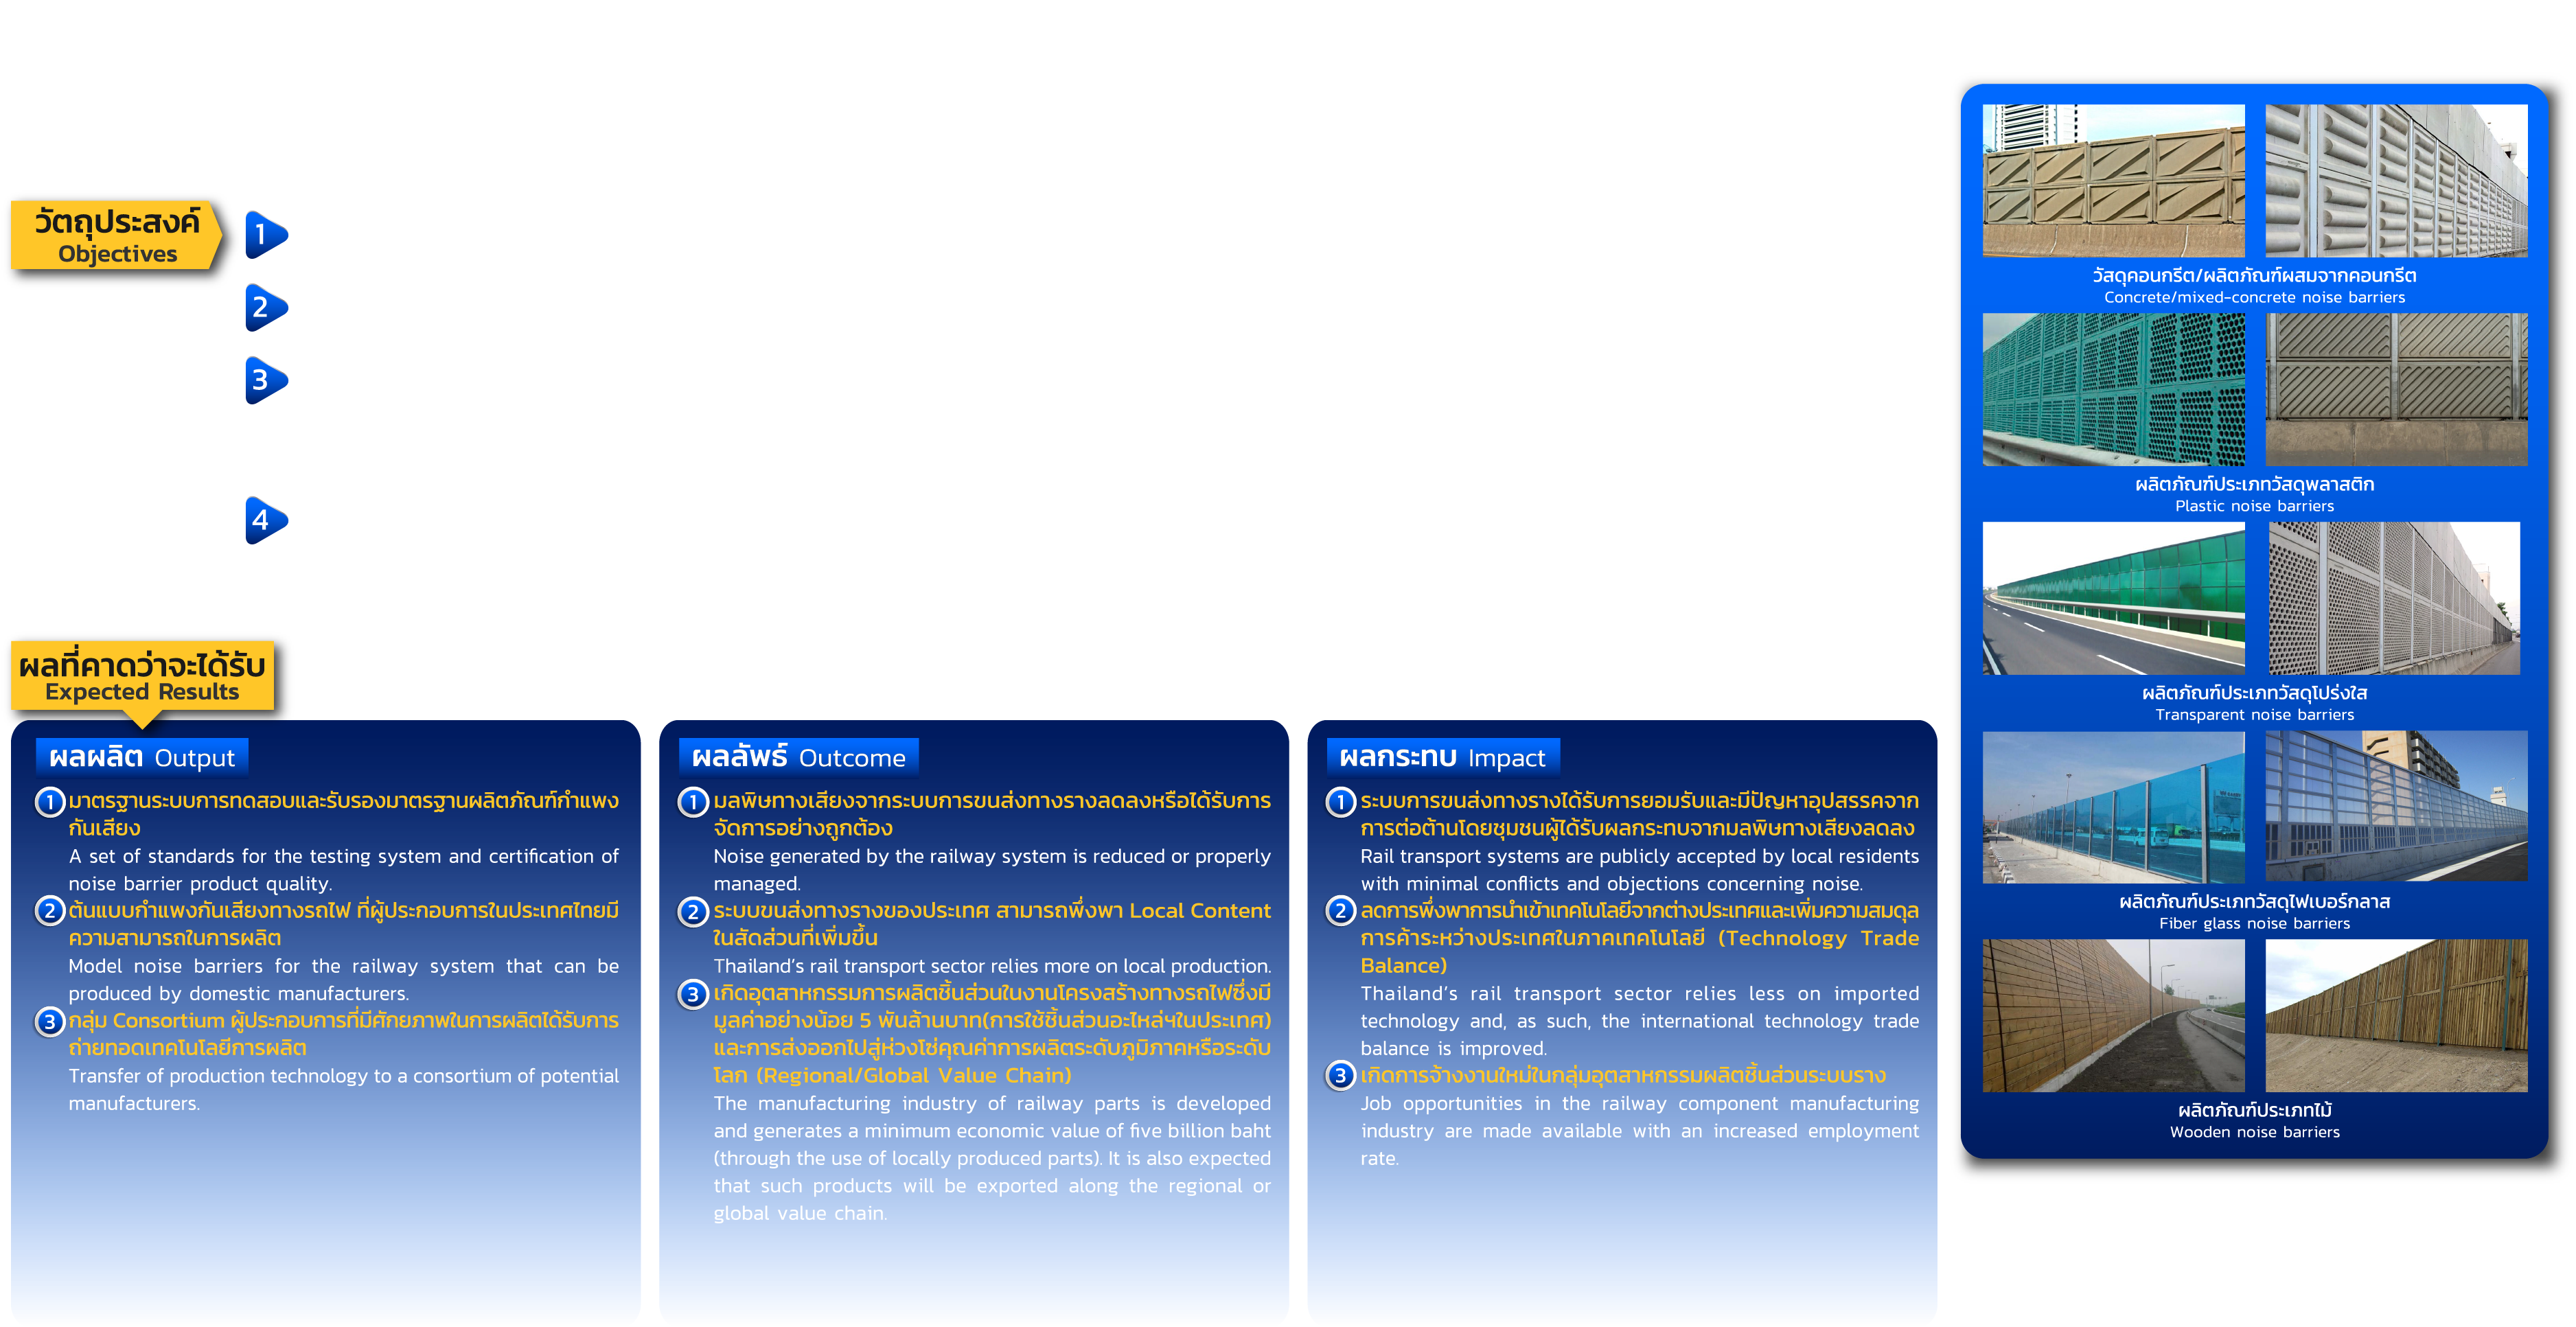 วัตถุประสงค์
Objectives
1
2
3
4
ผลที่คาดว่าจะได้รับ
Expected Results
ผลผลิต Output
1 มาตรฐานระบบการทดสอบและรับรองมาตรฐานผลิตภัณฑ์กำแพง
กันเสียง
A set of standards for the testing system and certification of
noise barrier product quality.
2 ต้นแบบกำแพงกันเสียงทางรถไฟ ที่ผู้ประกอบการในประเทศไทยมี
ความสามารถในการผลิต
Model noise barriers for the railway system that can be
produced by domestic manufacturers.
3 กลุ่ม Consortium ผู้ประกอบการที่มีศักยภาพในการผลิตได้รับการ
ถ่ายทอดเทคโนโลยีการผลิต
Transfer of production technology to a consortium of potential
manufacturers.
ผลลัพธ์ Outcome
1 มลพิษทางเสียงจากระบบการขนส่งทางรางลดลงหรือได้รับการ
จัดการอย่างถูกต้อง
Noise generated by the railway system is reduced or properly
managed.
2 ระบบขนส่งทางรางของประเทศ สามารถพึ่งพา Local Content
ในสัดส่วนที่เพิ่มขึ้น
Thailand’s rail transport sector relies more on local production.
3 เกิดอุตสาหกรรมการผลิตชิ้นส่วนในงานโครงสร้างทางรถไฟซึ่งมี
มูลค่าอย่างน้อย 5 พันล้านบาท(การใช้ชิ้นส่วนอะไหล่ฯในประเทศ)
และการส่งออกไปสู่ห่วงโซ่คุณค่าการผลิตระดับภูมิภาคหรือระดับ
โลก (Regional/Global Value Chain)
The manufacturing industry of railway parts is developed
and generates a minimum economic value of five billion baht
(through the use of locally produced parts). It is also expected
that such products will be exported along the regional or
global value chain.
ผลกระทบ Impact
1 ระบบการขนส่งทางรางได้รับการยอมรับและมีปัญหาอุปสรรคจาก
การต่อต้านโดยชุมชนผู้ได้รับผลกระทบจากมลพิษทางเสียงลดลง
Rail transport systems are publicly accepted by local residents
with minimal conflicts and objections concerning noise.
2 ลดการพึ่งพาการนำเข้าเทคโนโลยีจากต่างประเทศและเพิ่มความสมดุล
การค้าระหว่างประเทศในภาคเทคโนโลยี (Technology Trade
Balance)
Thailand’s rail transport sector relies less on imported
technology and, as such, the international technology trade
balance is improved.
3 เกิดการจ้างงานใหม่ในกลุ่มอุตสาหกรรมผลิตชิ้นส่วนระบบราง
Job opportunities in the railway component manufacturing
industry are made available with an increased employment
rate.
วัสดุคอนกรีต/ผลิตภัณฑ์ผสมจากคอนกรีต
Concrete/mixed-concrete noise barriers
ผลิตภัณฑ์ประเภทวัสดุพลาสติก
Plastic noise barriers
ผลิตภัณฑ์ประเภทวัสดุโปร่งใส
Transparent noise barriers
ผลิตภัณฑ์ประเภทวัสดุไฟเบอร์กลาส
Fiber glass noise barriers
ผลิตภัณฑ์ประเภทไม้
Wooden noise barriers